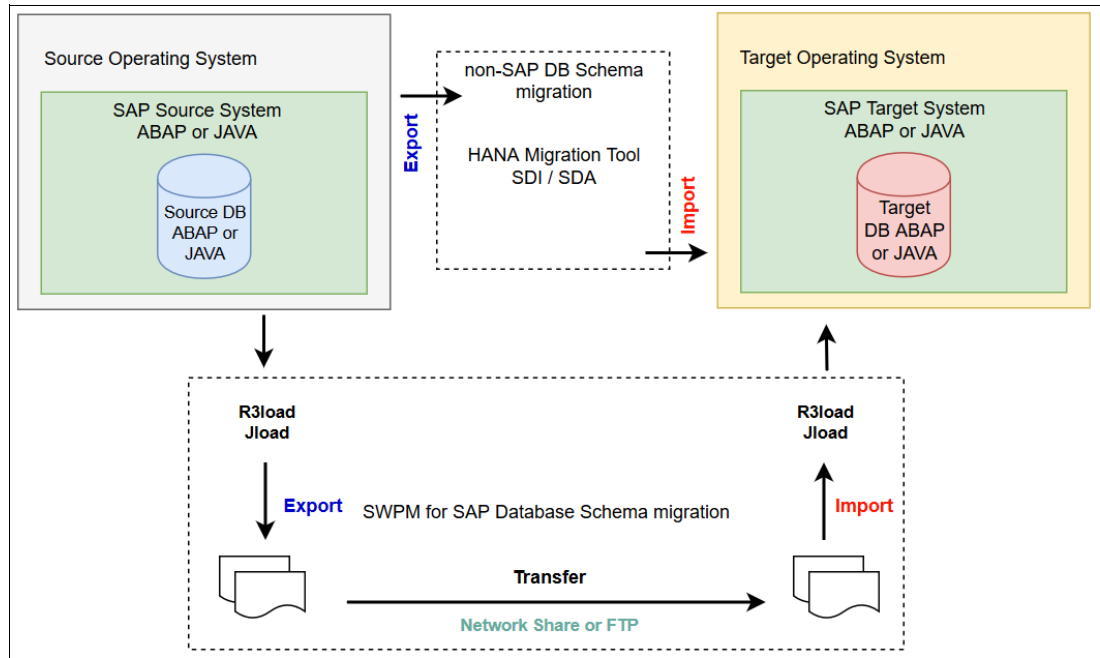 Source Operating System
SAP Source System
ABAP or JAVA
Source DB
ABAP or
JAVA
Export
non-SAP DB Schema
migration
HANA Migration Tool
SDI / SDA
Import
Target Operating System
SAP Target System
ABAP or JAVA
Target
DB ABAP
or JAVA
R3load
Jload
R3load
Jload
Export
SWPM for SAP Database Schema migration
Import
Transfer
Network Share or FTP